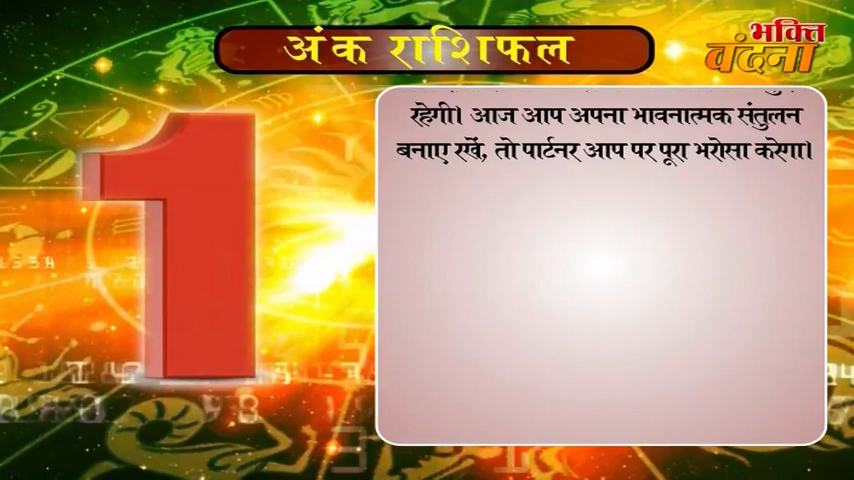 अंक राशिफल
भक्ति
वंदना
1
रहेगी। आज आप अपना भावनात्मक संतुलन
बनाए रखें, तो पार्टनर आप पर पूरा भरोसा करेगा।